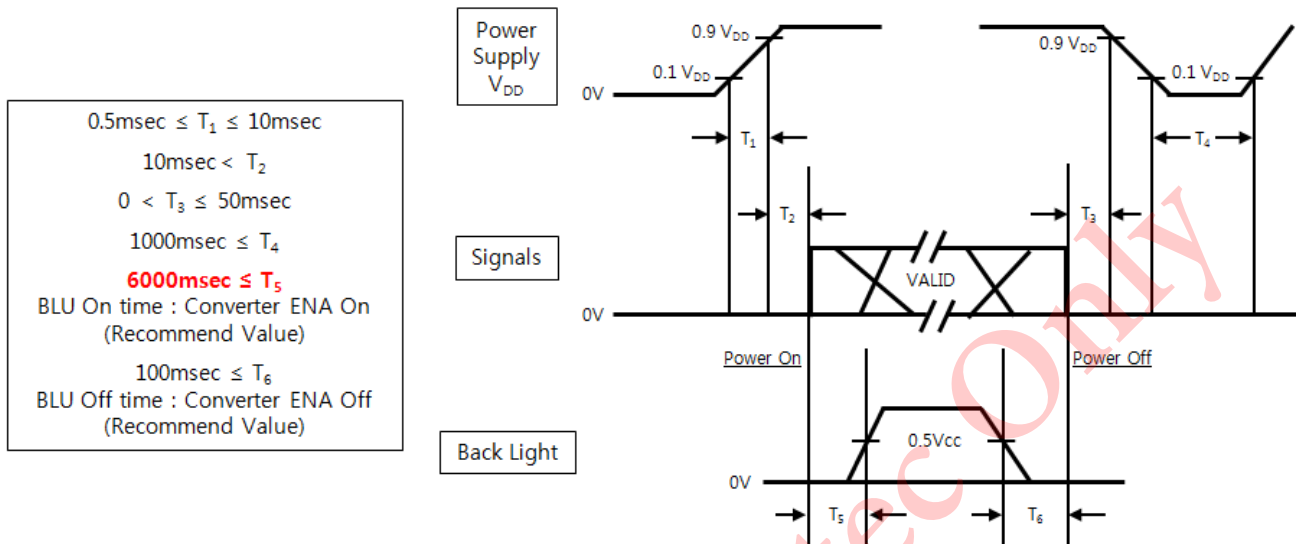 Power
Supply
VDD
0.9 VDD
0.1 VDD
0V
0.9 VDD
0.1 VDD
T1
T4
T2
T3
0.5msec ≤ T1 ≤ 10msec
10msec < T2
0 < T3 ≤ 50msec
1000msec ≤ T4
6000msec ≤ T5
BLU On time : Converter ENA On
(Recommend Value)
100msec ≤ T6
BLU Off time : Converter ENA Off
(Recommend Value)
Signals
VALID
0V
Power On
Power Off
Back Light
0.5Vcc
0V
T5
T6
Only